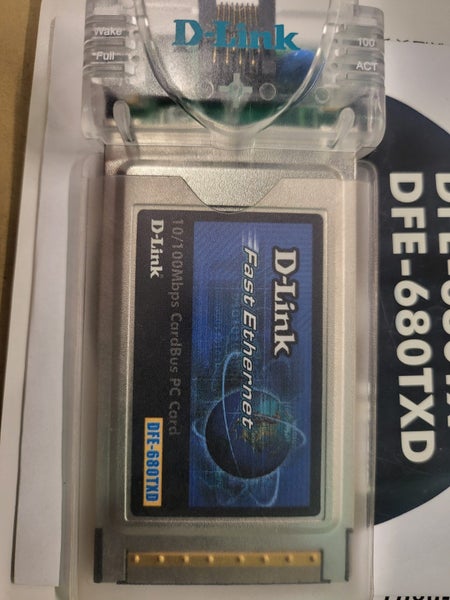 Wake
Full
D-Link
100
ACT
D-Link
Fast Ethernet
10/100Mbps CardBus PC Card
D-Link
DFE-680TXD
DFE-680TXD